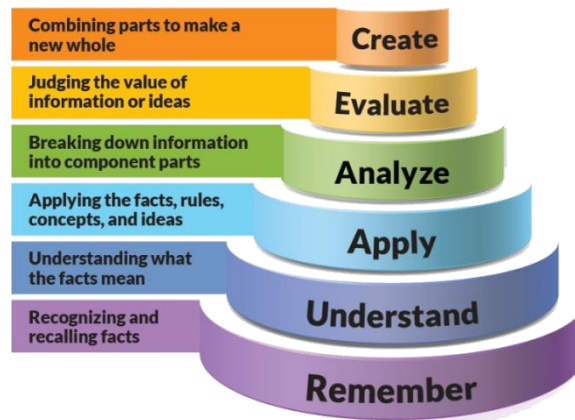 Combining parts to make a
new whole
Create
Judging the value of
information or ideas
Evaluate
Breaking down information
into component parts
Analyze
Applying the facts, rules,
concepts, and ideas
Apply
Understanding what
the facts mean
Understand
Recognizing and
recalling facts
Remember